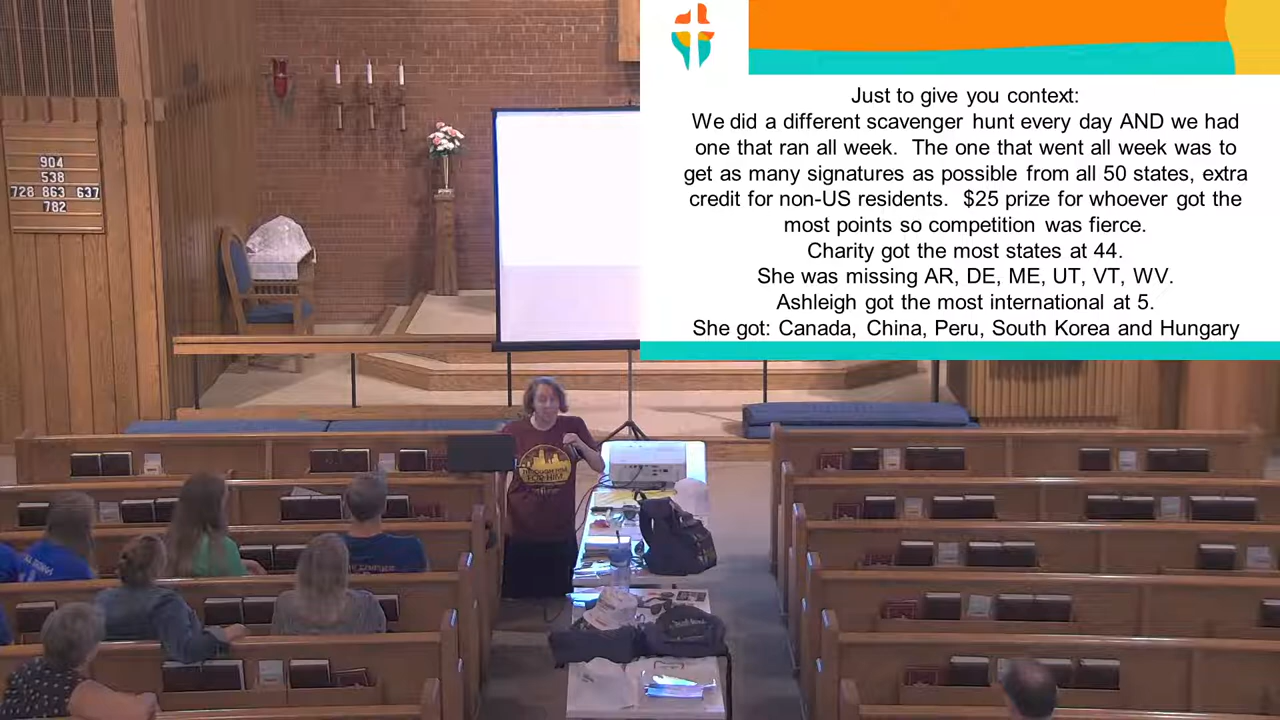 904
538
728 863 637
782
Just to give you context:
We did a different scavenger hunt every day AND we had
one that ran all week. The one that went all week was to
get as many signatures as possible from all 50 states, extra
credit for non-US residents. $25 prize for whoever got the
most points so competition was fierce.
Charity got the most states at 44.
She was missing AR, DE, ME, UT, VT, WV.
Ashleigh got the most international at 5.
She got: Canada, China, Peru, South Korea and Hungary
FOR HIM